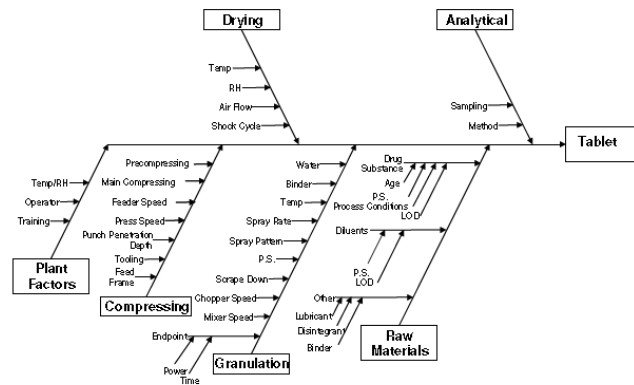 Drying
Analytical
Temp
RH
Air Flow
Shock Cycle
Sampling
Method
Tablet
Precompressing
Main Compressing
Feeder Speed
Press Speed
Punch Penetration
Depth
Tooling
Feed
Frame
Water
Binder
Temp
Spray Rate
Spray Pattern
P.S.
Scrape Down
Chopper Speed
Mixer Speed
Endpoint
Power
Time
Drug
Substance
Age
P.S.
Process Conditions
LOD
Diluents
P.S.
LOD
Other
Lubricant
Disintegrant
Binder
Temp/RH
Operator
Training
Plant
Factors
Compressing
Granulation
Raw
Materials